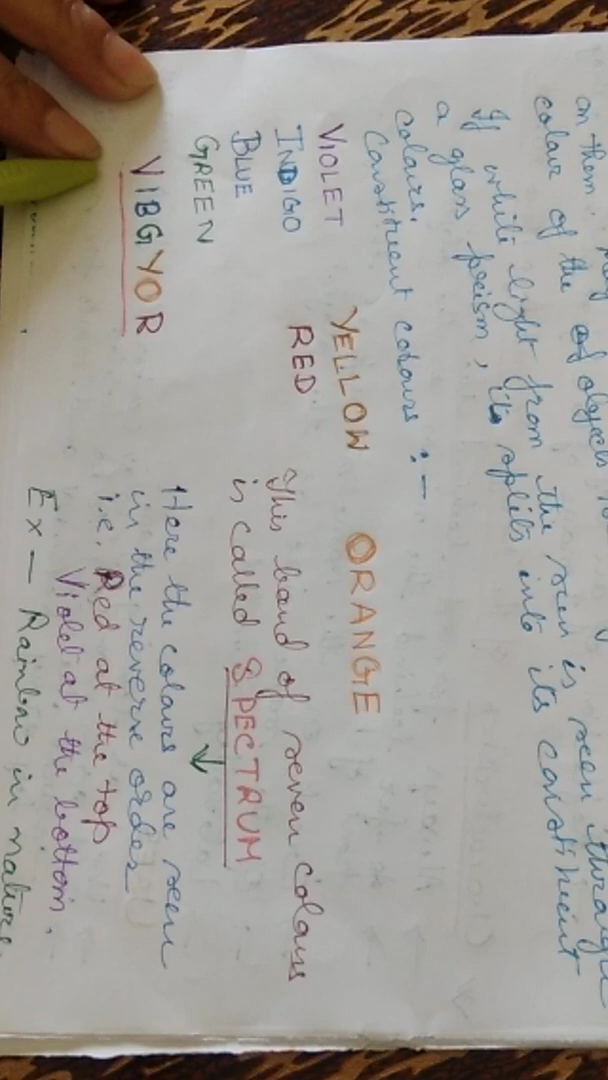 on them.
colour of the of objects
If white light from the sun is seen through
a glass prism, its splits into its constituent
colours.
constituent colours :-
VIOLET YELLOW ORANGE
INDIGO RED
BLUE
GREEN
This band of seven colours
is called SPECTRUM
VIBGYOR
Here the colours are seen
in the reverse order
i.e. Red at the top
Violet at the bottom.
Ex – Rainbow in nature.